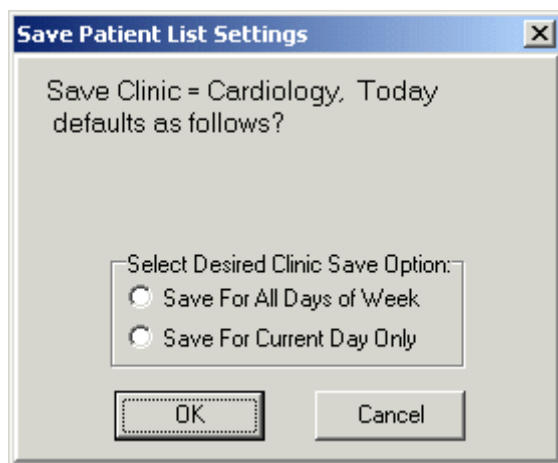 Save Patient List Settings
Save Clinic = Cardiology, Today
defaults as follows?
Select Desired Clinic Save Option:
Save For All Days of Week
Save For Current Day Only
OK
Cancel